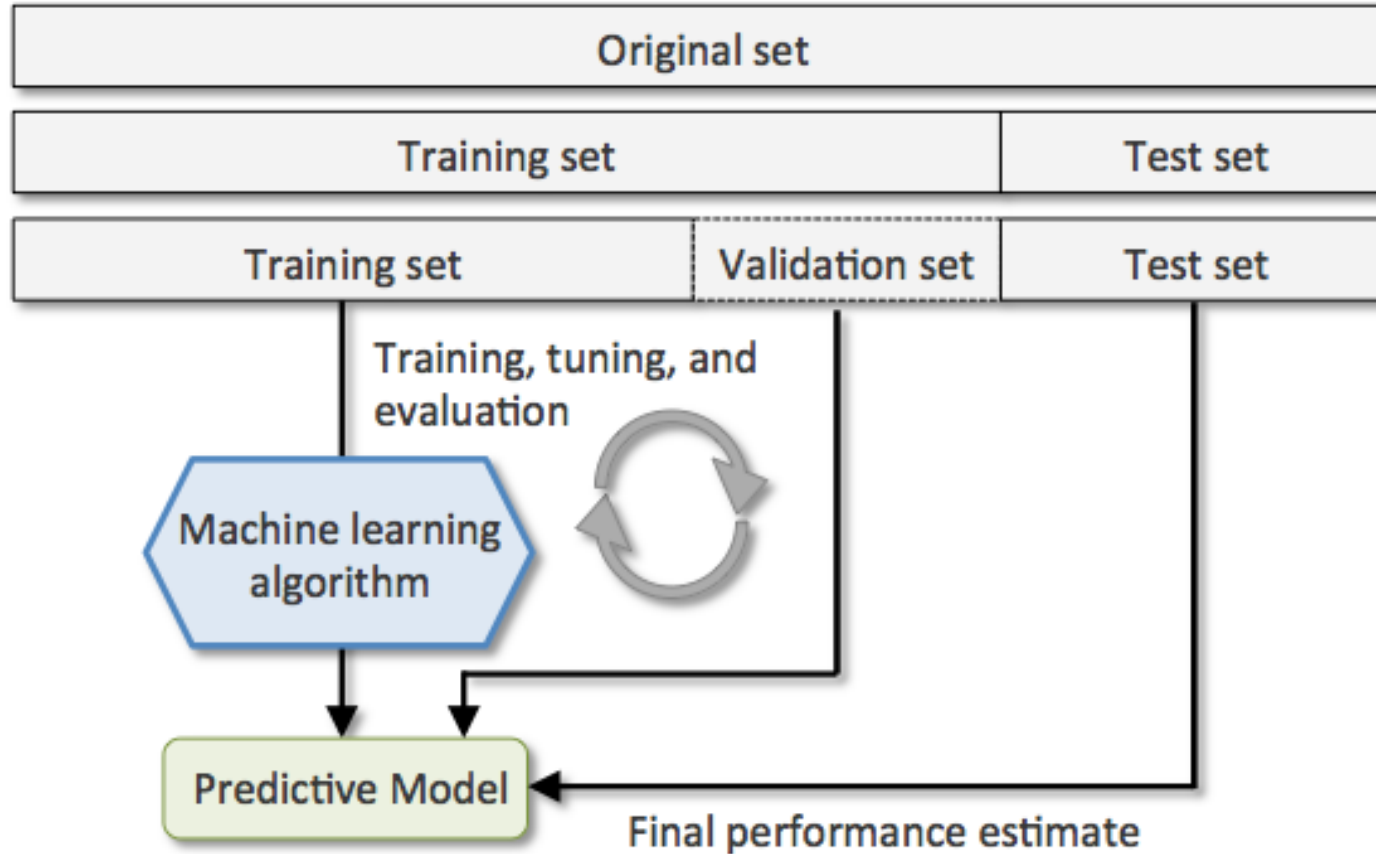 Original set
Training set
Test set
Training set
Validation set
Test set
Training, tuning, and
evaluation
Machine learning
algorithm
Predictive Model
Final performance estimate